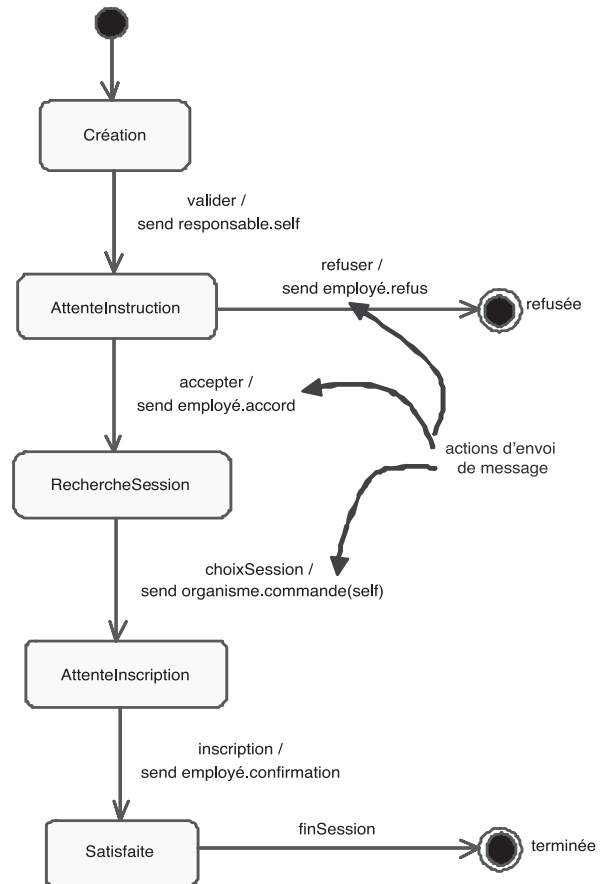 Création
valider /
send responsable.self
refuser /
send employé.refus
AttenteInstruction
refusée
accepter /
send employé.accord
actions d'envoi
de message
RechercheSession
choixSession /
send organisme.commande(self)
AttenteInscription
inscription /
send employé.confirmation
finSession
Satisfaite
terminée